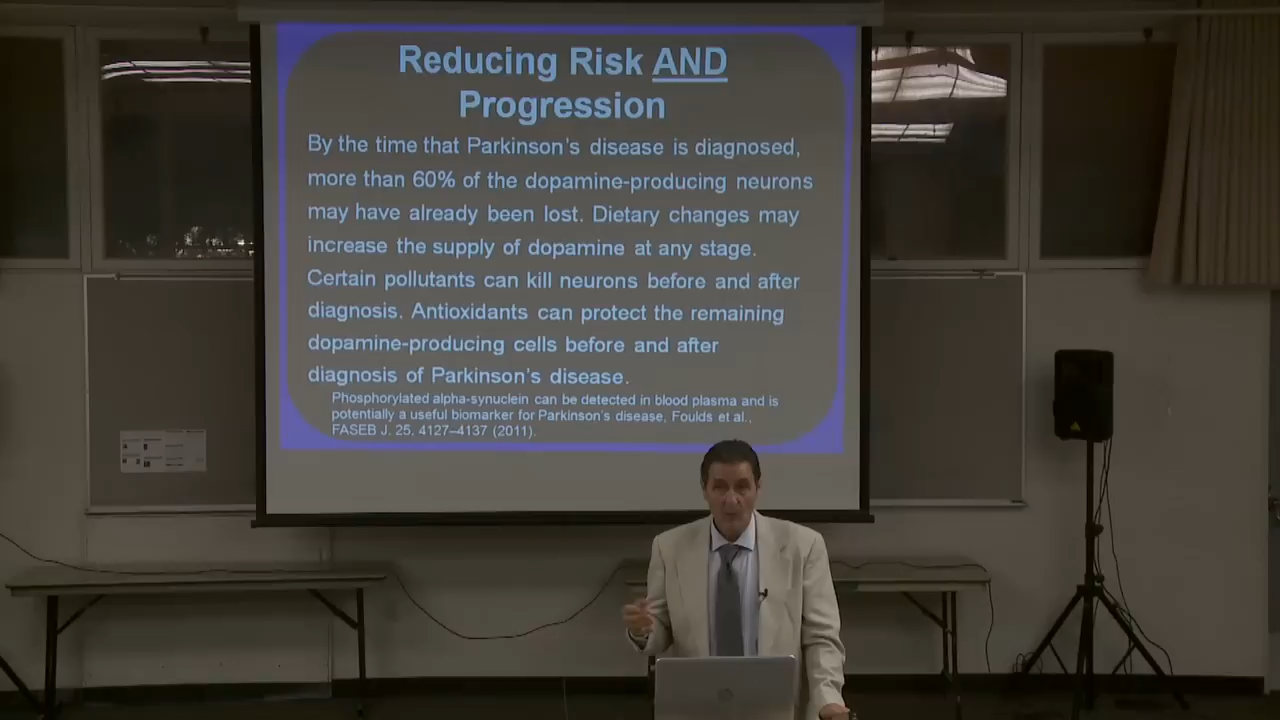 Reducing Risk AND
Progression
By the time that Parkinson's disease is diagnosed,
more than 60% of the dopamine-producing neurons
may have already been lost. Dietary changes may
increase the supply of dopamine at any stage.
Certain pollutants can kill neurons before and after
diagnosis. Antioxidants can protect the remaining
dopamine-producing cells before and after
diagnosis of Parkinson's disease.
Phosphorylated alpha-synuclein can be detected in blood plasma and is
potentially a useful biomarker for Parkinson's disease, Foulds et al.,
FASEB J. 25, 4127–4137 (2011).